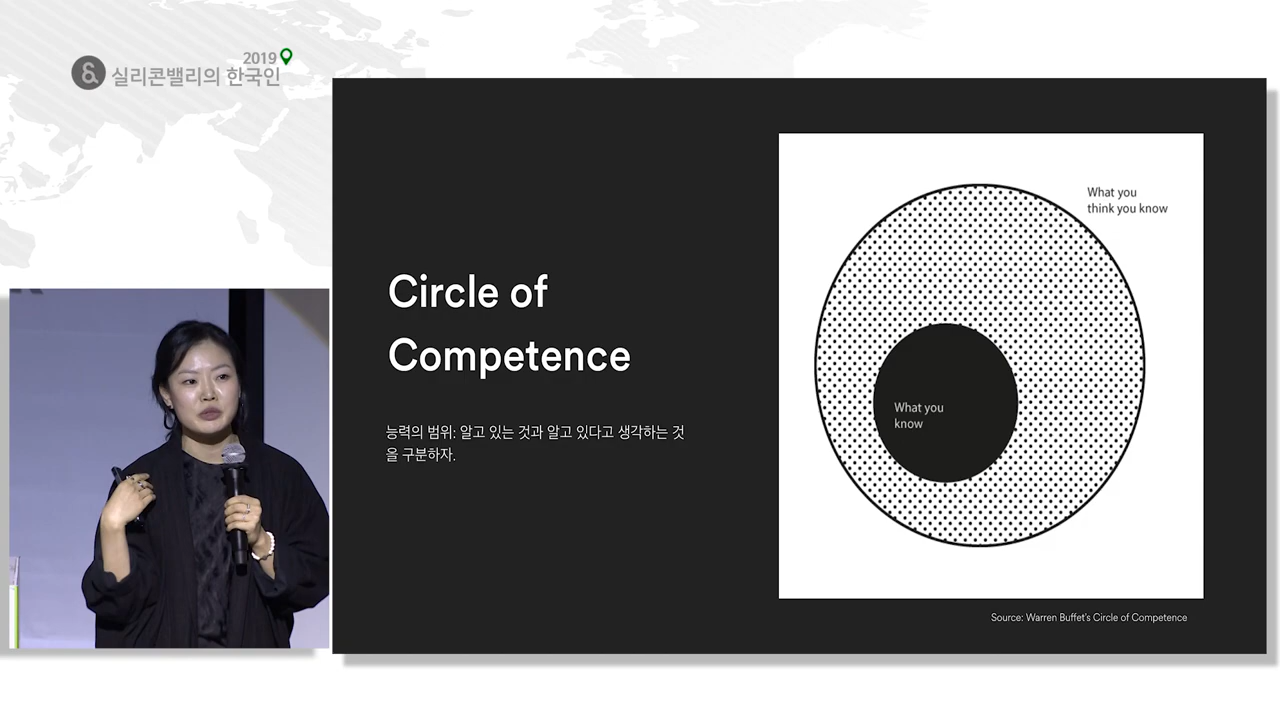 2019
& 실리콘밸리의 한국인
Circle of
Competence
능력의 범위: 알고 있는 것과 알고 있다고 생각하는 것
을 구분하자.
What you
think you know
What you
know
Source: Warren Buffet's Circle of Competence